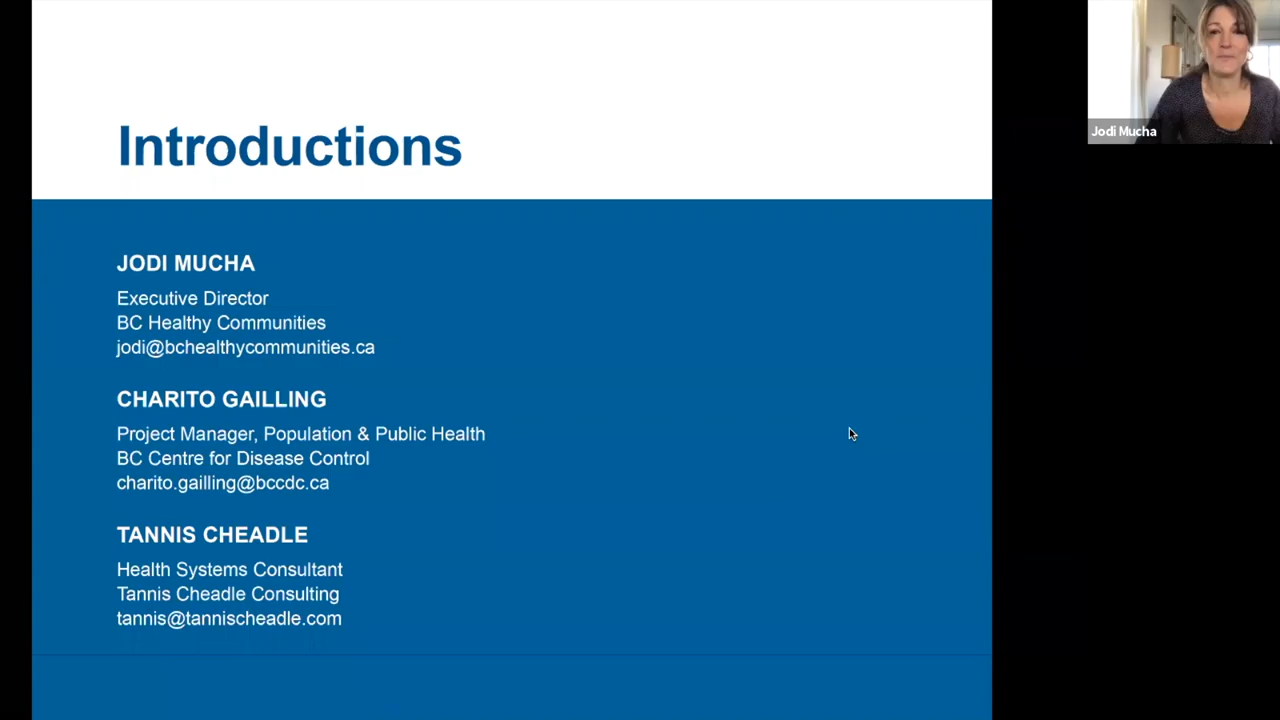 Introductions
JODI MUCHA
Executive Director
BC Healthy Communities
jodi@bchealthycommunities.ca
CHARITO GAILLING
Project Manager, Population & Public Health
BC Centre for Disease Control
charito.gailling@bccdc.ca
TANNIS CHEADLE
Health Systems Consultant
Tannis Cheadle Consulting
tannis@tannischeadle.com
Jodi Mucha